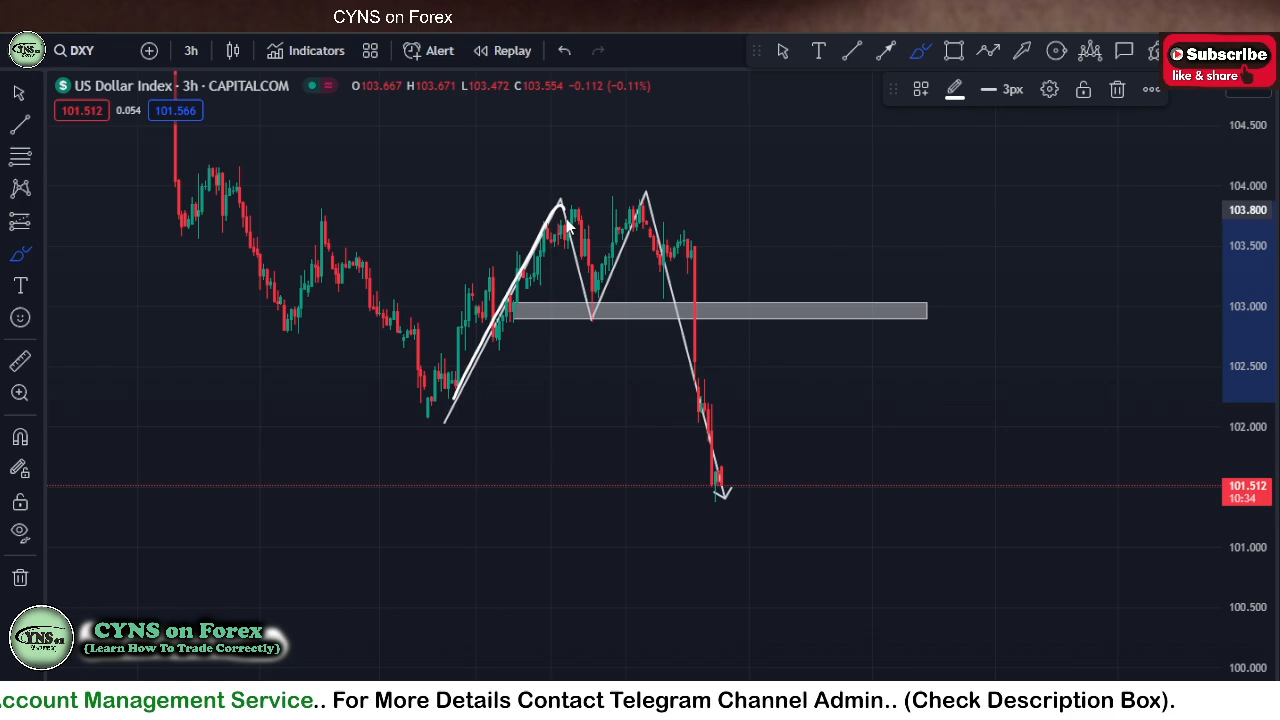 CYNS on Forex
DXY
3h
Indicators
Alert
Replay
Subscribe
like & share
US Dollar Index · 3h · CAPITALCOM
O103.667 H103.671 L103.472 C103.554 -0.112 (-0.11%)
3px
101.512
0.054
101.566
104.500
104.000
103.800
103.500
103.000
102.500
102.000
101.512
10:34
101.000
100.500
100.000
CYNS on Forex
{Learn How To Trade Correctly}
Account Management Service.. For More Details Contact Telegram Channel Admin.. (Check Description Box).